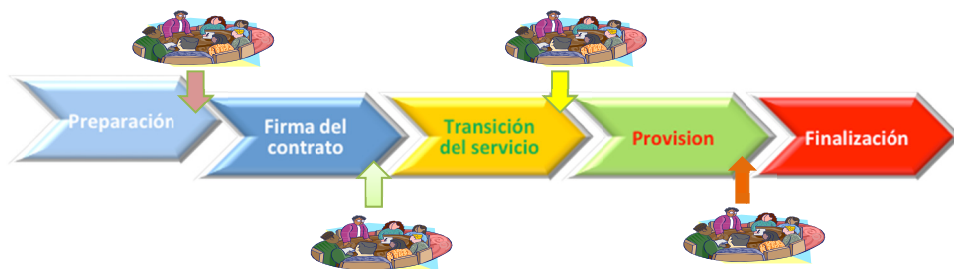 Preparación
Firma del
contrato
Transición
del servicio
Provision
Finalización